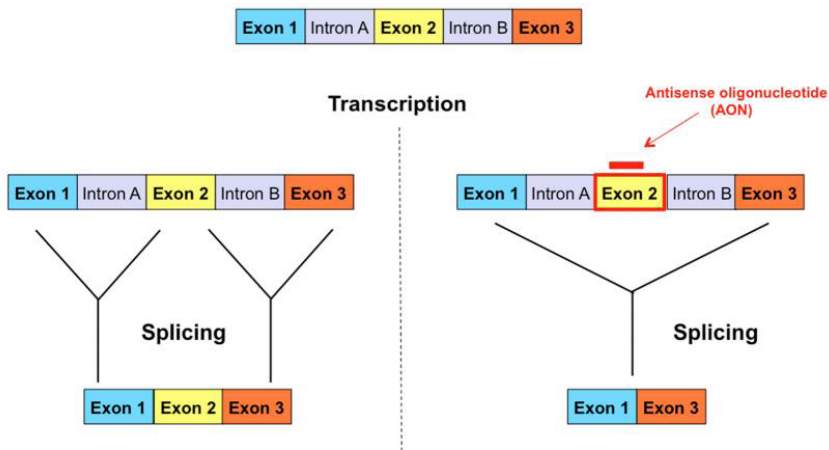 Exon 1 Intron A Exon 2 Intron B Exon 3
Transcription
Antisense oligonucleotide
(AON)
Exon 1 Intron A Exon 2 Intron B Exon 3
Exon 1 Intron A Exon 2 Intron B Exon 3
Splicing
Splicing
Exon 1 Exon 2 Exon 3
Exon 1 Exon 3